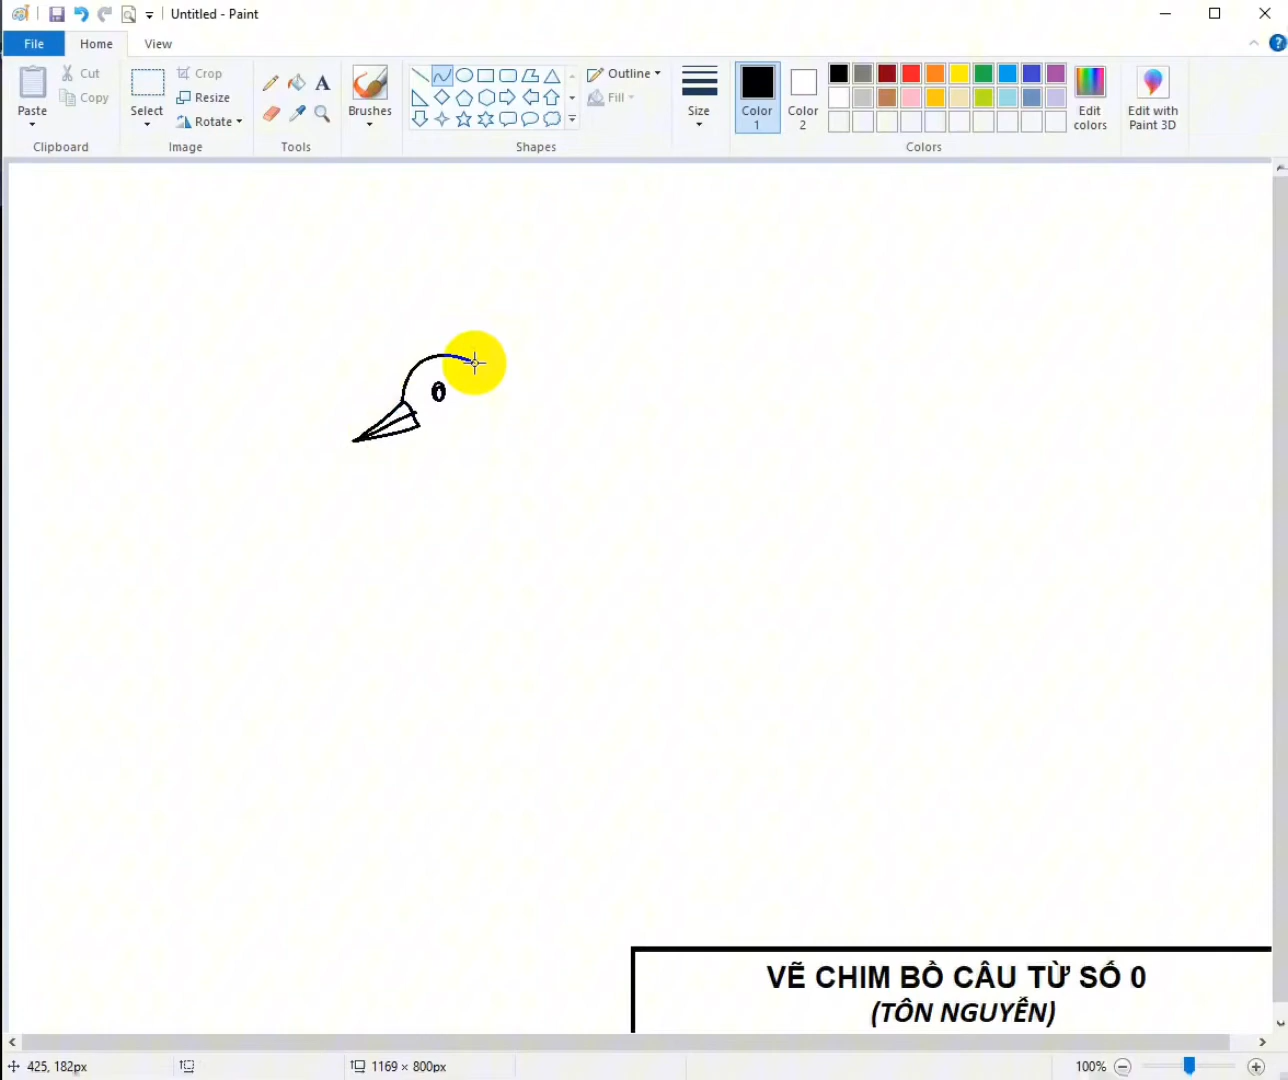 Untitled - Paint
File Home View
Paste
Cut
Copy
Clipboard
Select
Crop
Resize
Rotate
Image
A
Tools
Brushes
Shapes
Outline
Fill
Size
Color 1
Color 2
Colors
Edit colors
Edit with Paint 3D
0
VẼ CHIM BỒ CÂU TỪ SỐ 0
(TÔN NGUYỄN)
425, 182px
1169 × 800px
100%